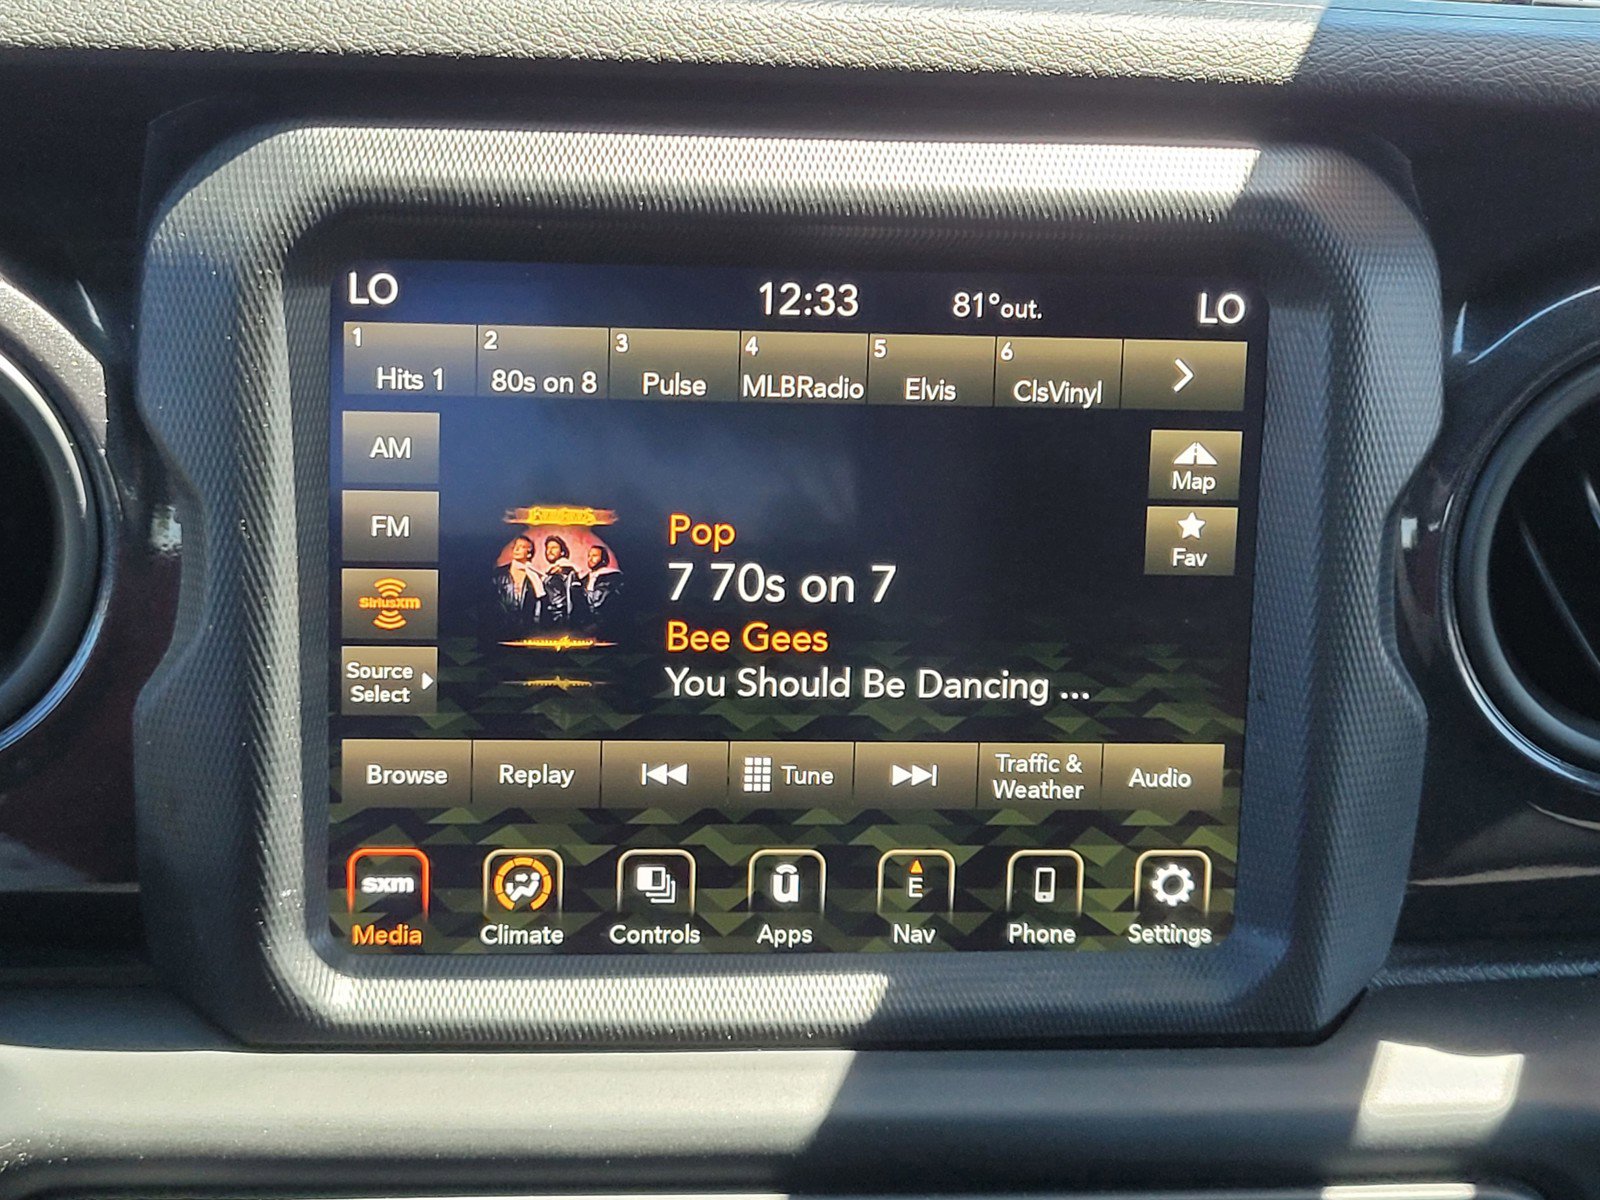 LO 12:33 81°out. LO
1 2 3 4 5 6
Hits 1 80s on 8 Pulse MLBRadio Elvis ClsVinyl
AM
Map
FM
Fav
SiriusXM
Source
Select
Pop
7 70s on 7
Bee Gees
You Should Be Dancing ...
Browse Replay Tune Traffic &
Weather Audio
sxm
ü
E
Media Climate Controls Apps Nav Phone Settings